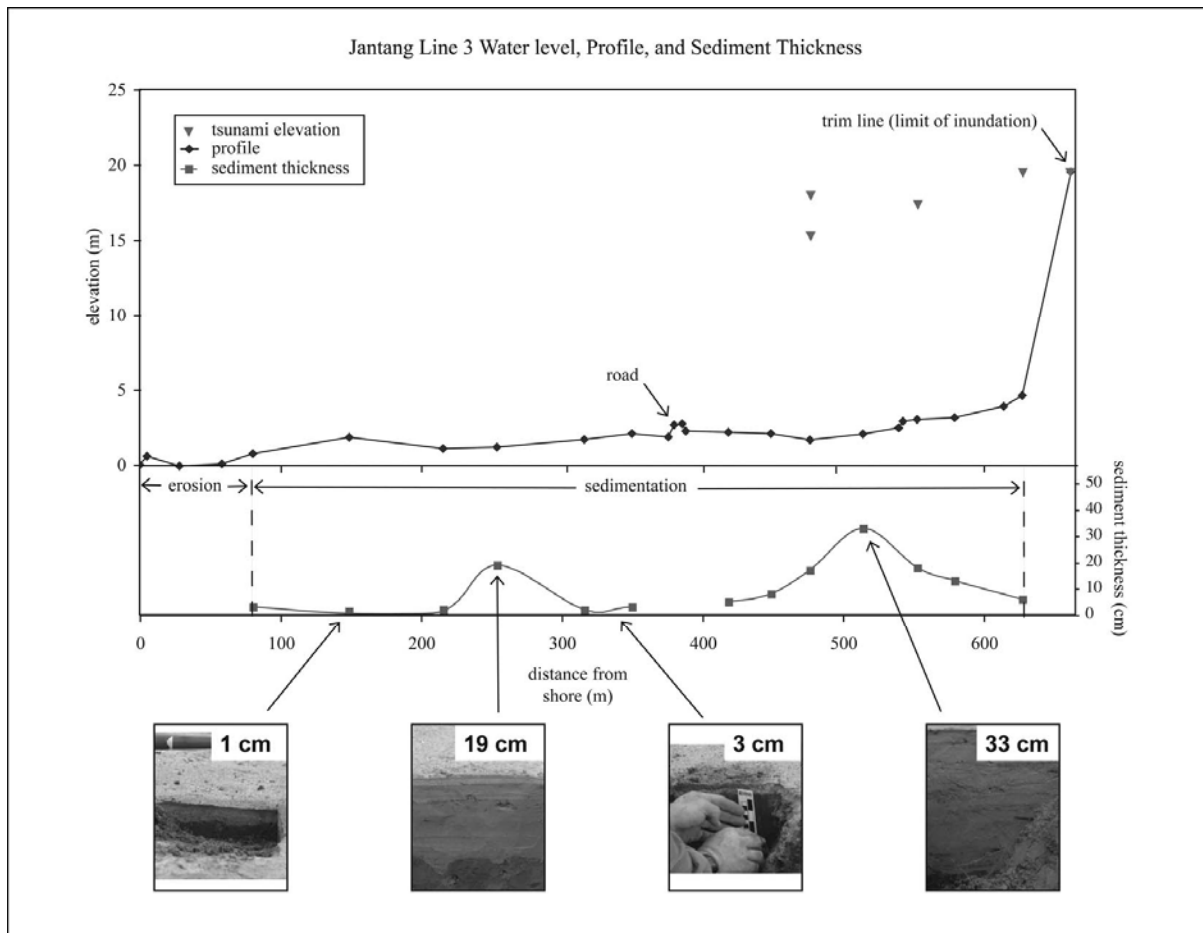 Jantang Line 3 Water level, Profile, and Sediment Thickness
25
20
15
10
5
0
elevation (m)
tsunami elevation
profile
sediment thickness
trim line (limit of inundation)
road
erosion
sedimentation
50
40
30
20
10
0
sediment thickness (cm)
0
100
200
300
400
500
600
distance from
shore (m)
1 cm
19 cm
3 cm
33 cm